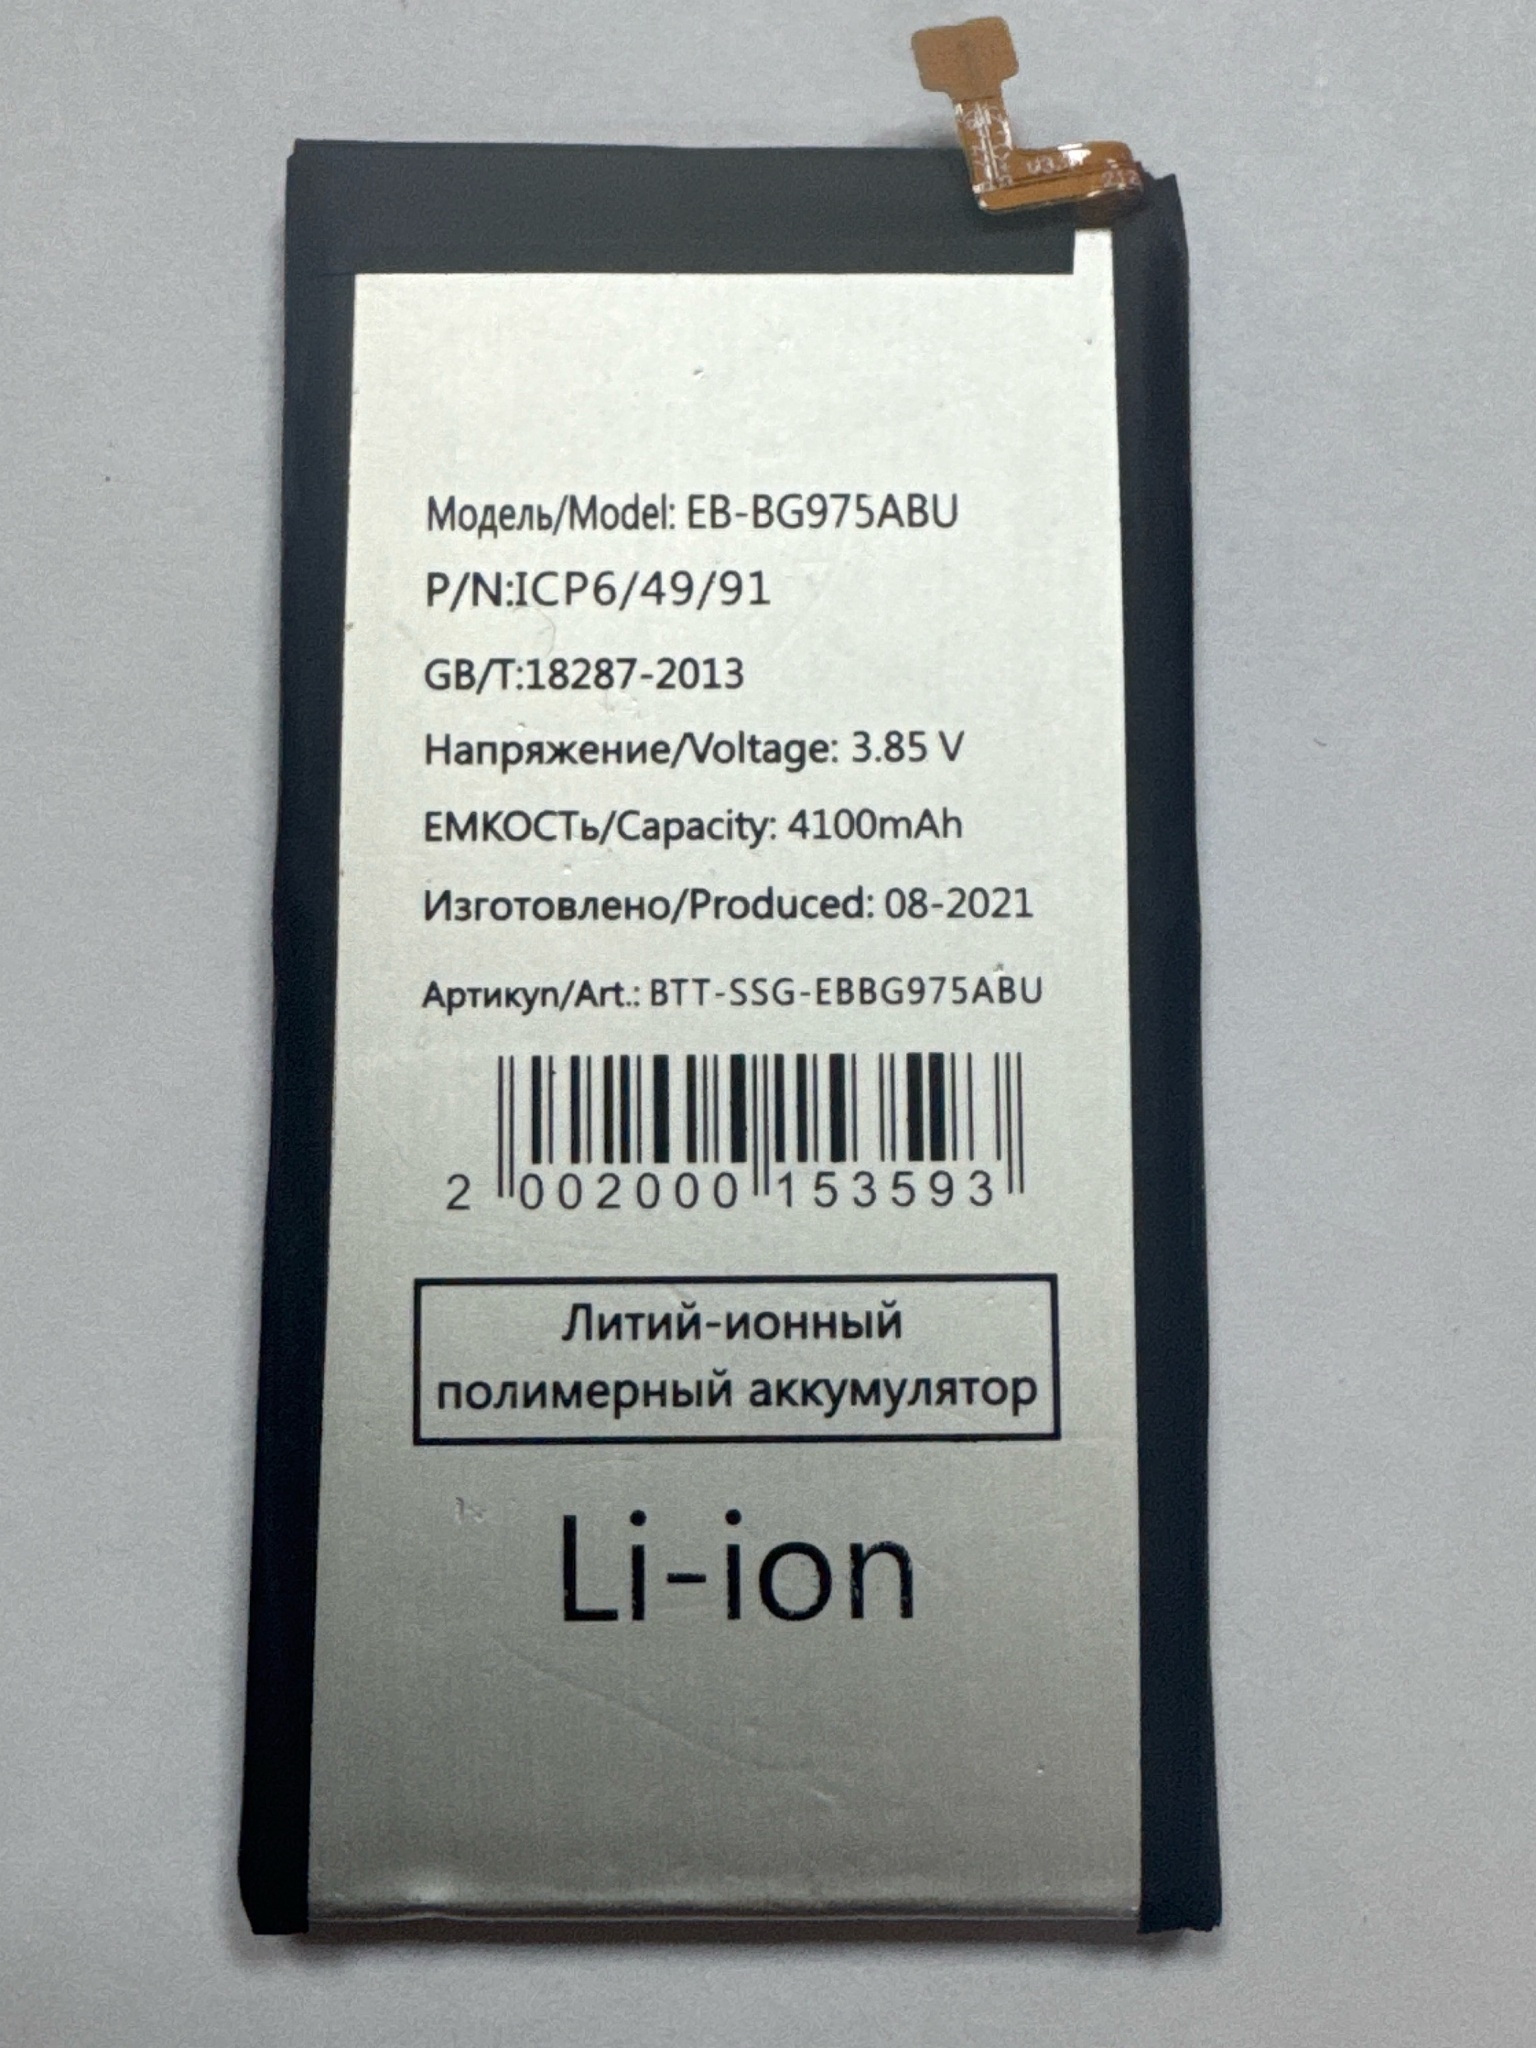 Модель/Model: EB-BG975ABU
P/N:ICP6/49/91
GB/T:18287-2013
Напряжение/Voltage: 3.85 V
ЕМКОСТЬ/Capacity: 4100mAh
Изготовлено/Produced: 08-2021
Артикул/Art.: BTT-SSG-EBBG975ABU
2 002000 153593
Литий-ионный
полимерный аккумулятор
Li-ion